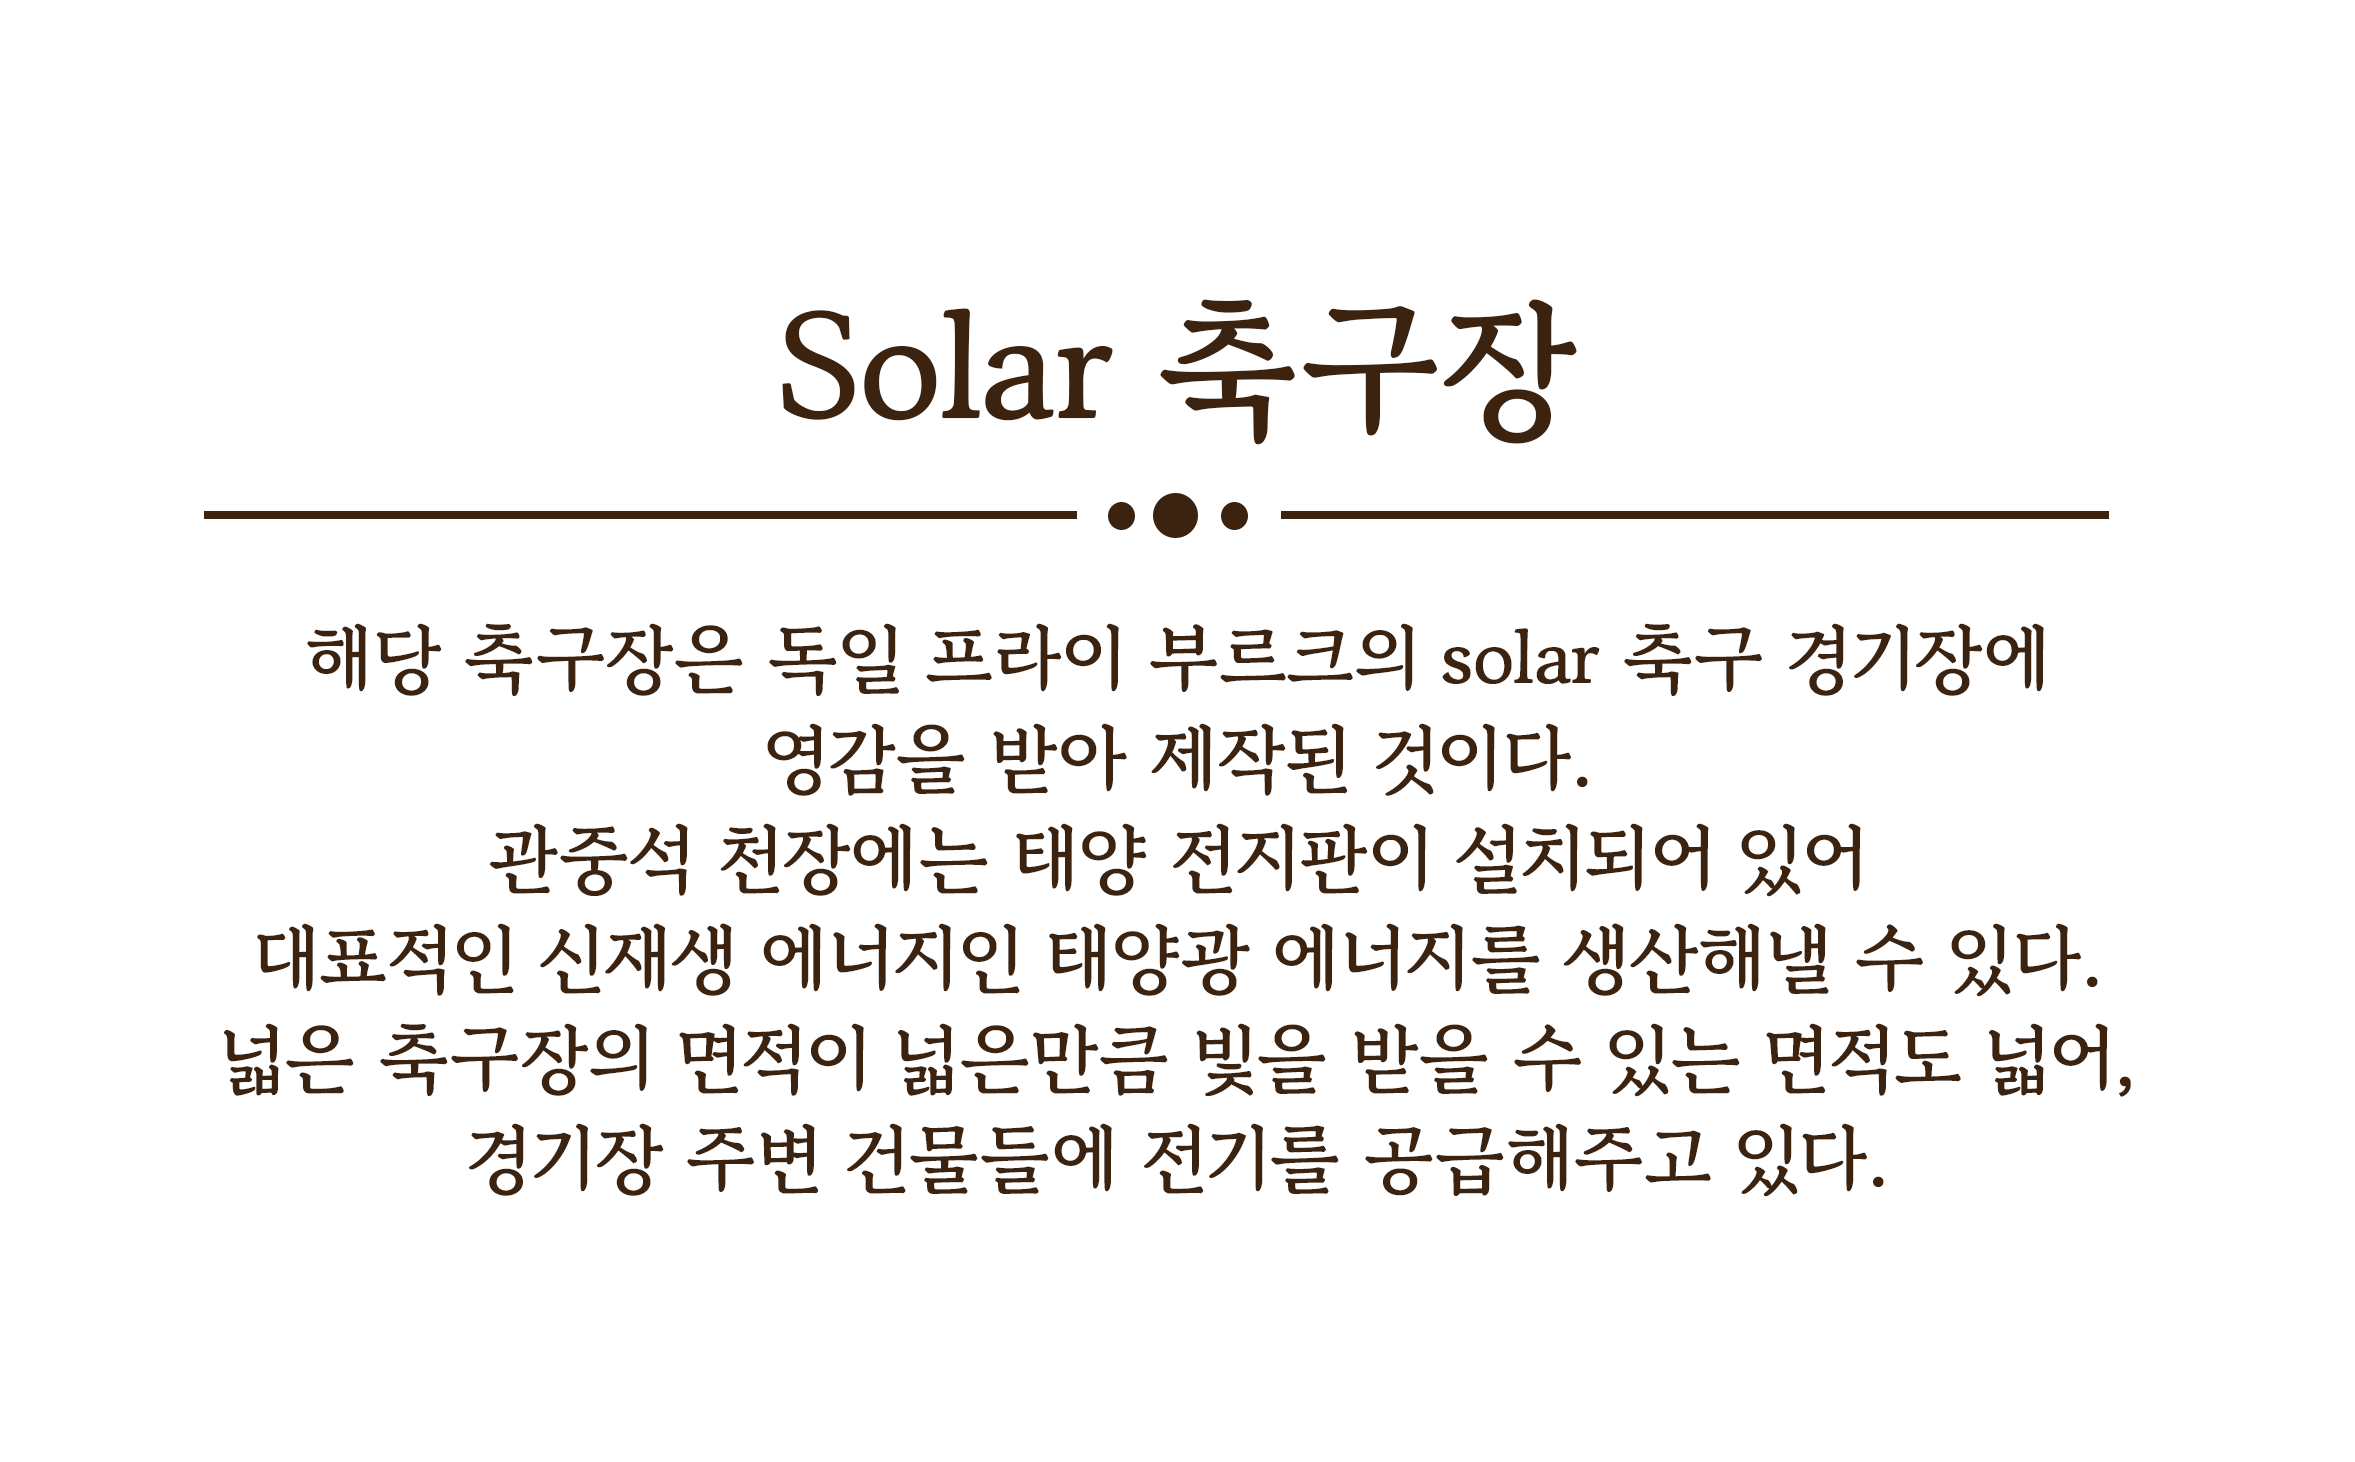 Solar 축구장
해당 축구장은 독일 프라이 부르크의 solar 축구 경기장에
영감을 받아 제작된 것이다.
관중석 천장에는 태양 전지판이 설치되어 있어
대표적인 신재생 에너지인 태양광 에너지를 생산해낼 수 있다.
넓은 축구장의 면적이 넓은만큼 빛을 받을 수 있는 면적도 넓어,
경기장 주변 건물들에 전기를 공급해주고 있다.